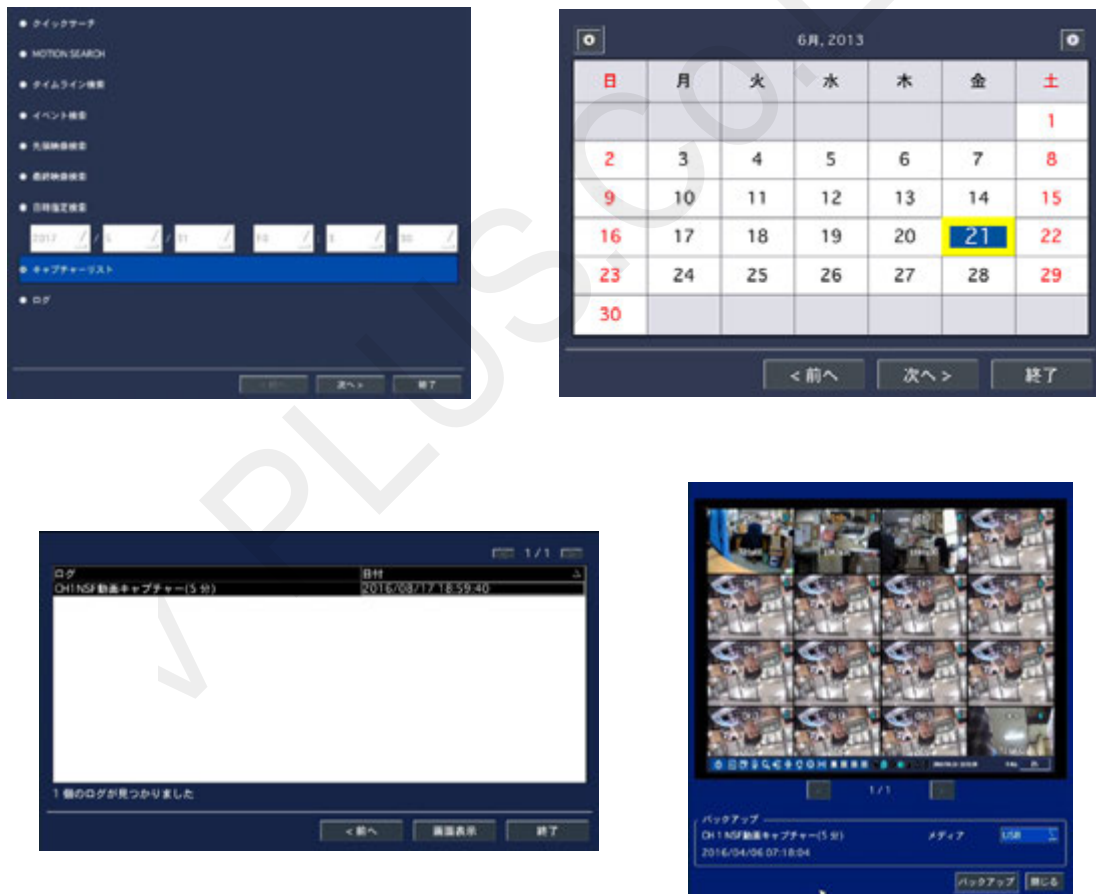 クイックサーチ
MOTION SEARCH
タイムライン検索
イベント検索
先頭映像検索
最終映像検索
日時指定検索
キャプチャーリスト
ログ
次へ > 終了
6月, 2013
日 月 火 水 木 金 土
1
2 3 4 5 6 7 8
9 10 11 12 13 14 15
16 17 18 19 20 21 22
23 24 25 26 27 28 29
30
< 前へ 次へ > 終了
1/1
ログ 日付
CH1 NSF動画キャプチャー(5 分) 2016/08/17 18:59:40
1 個のログが見つかりました
< 前へ 画面表示 終了
1/1
バックアップ
CH 1 NSF動画キャプチャー(5 分) メディア USB
2016/04/06 07:18:04
バックアップ 閉じる
V PLUS.CO.